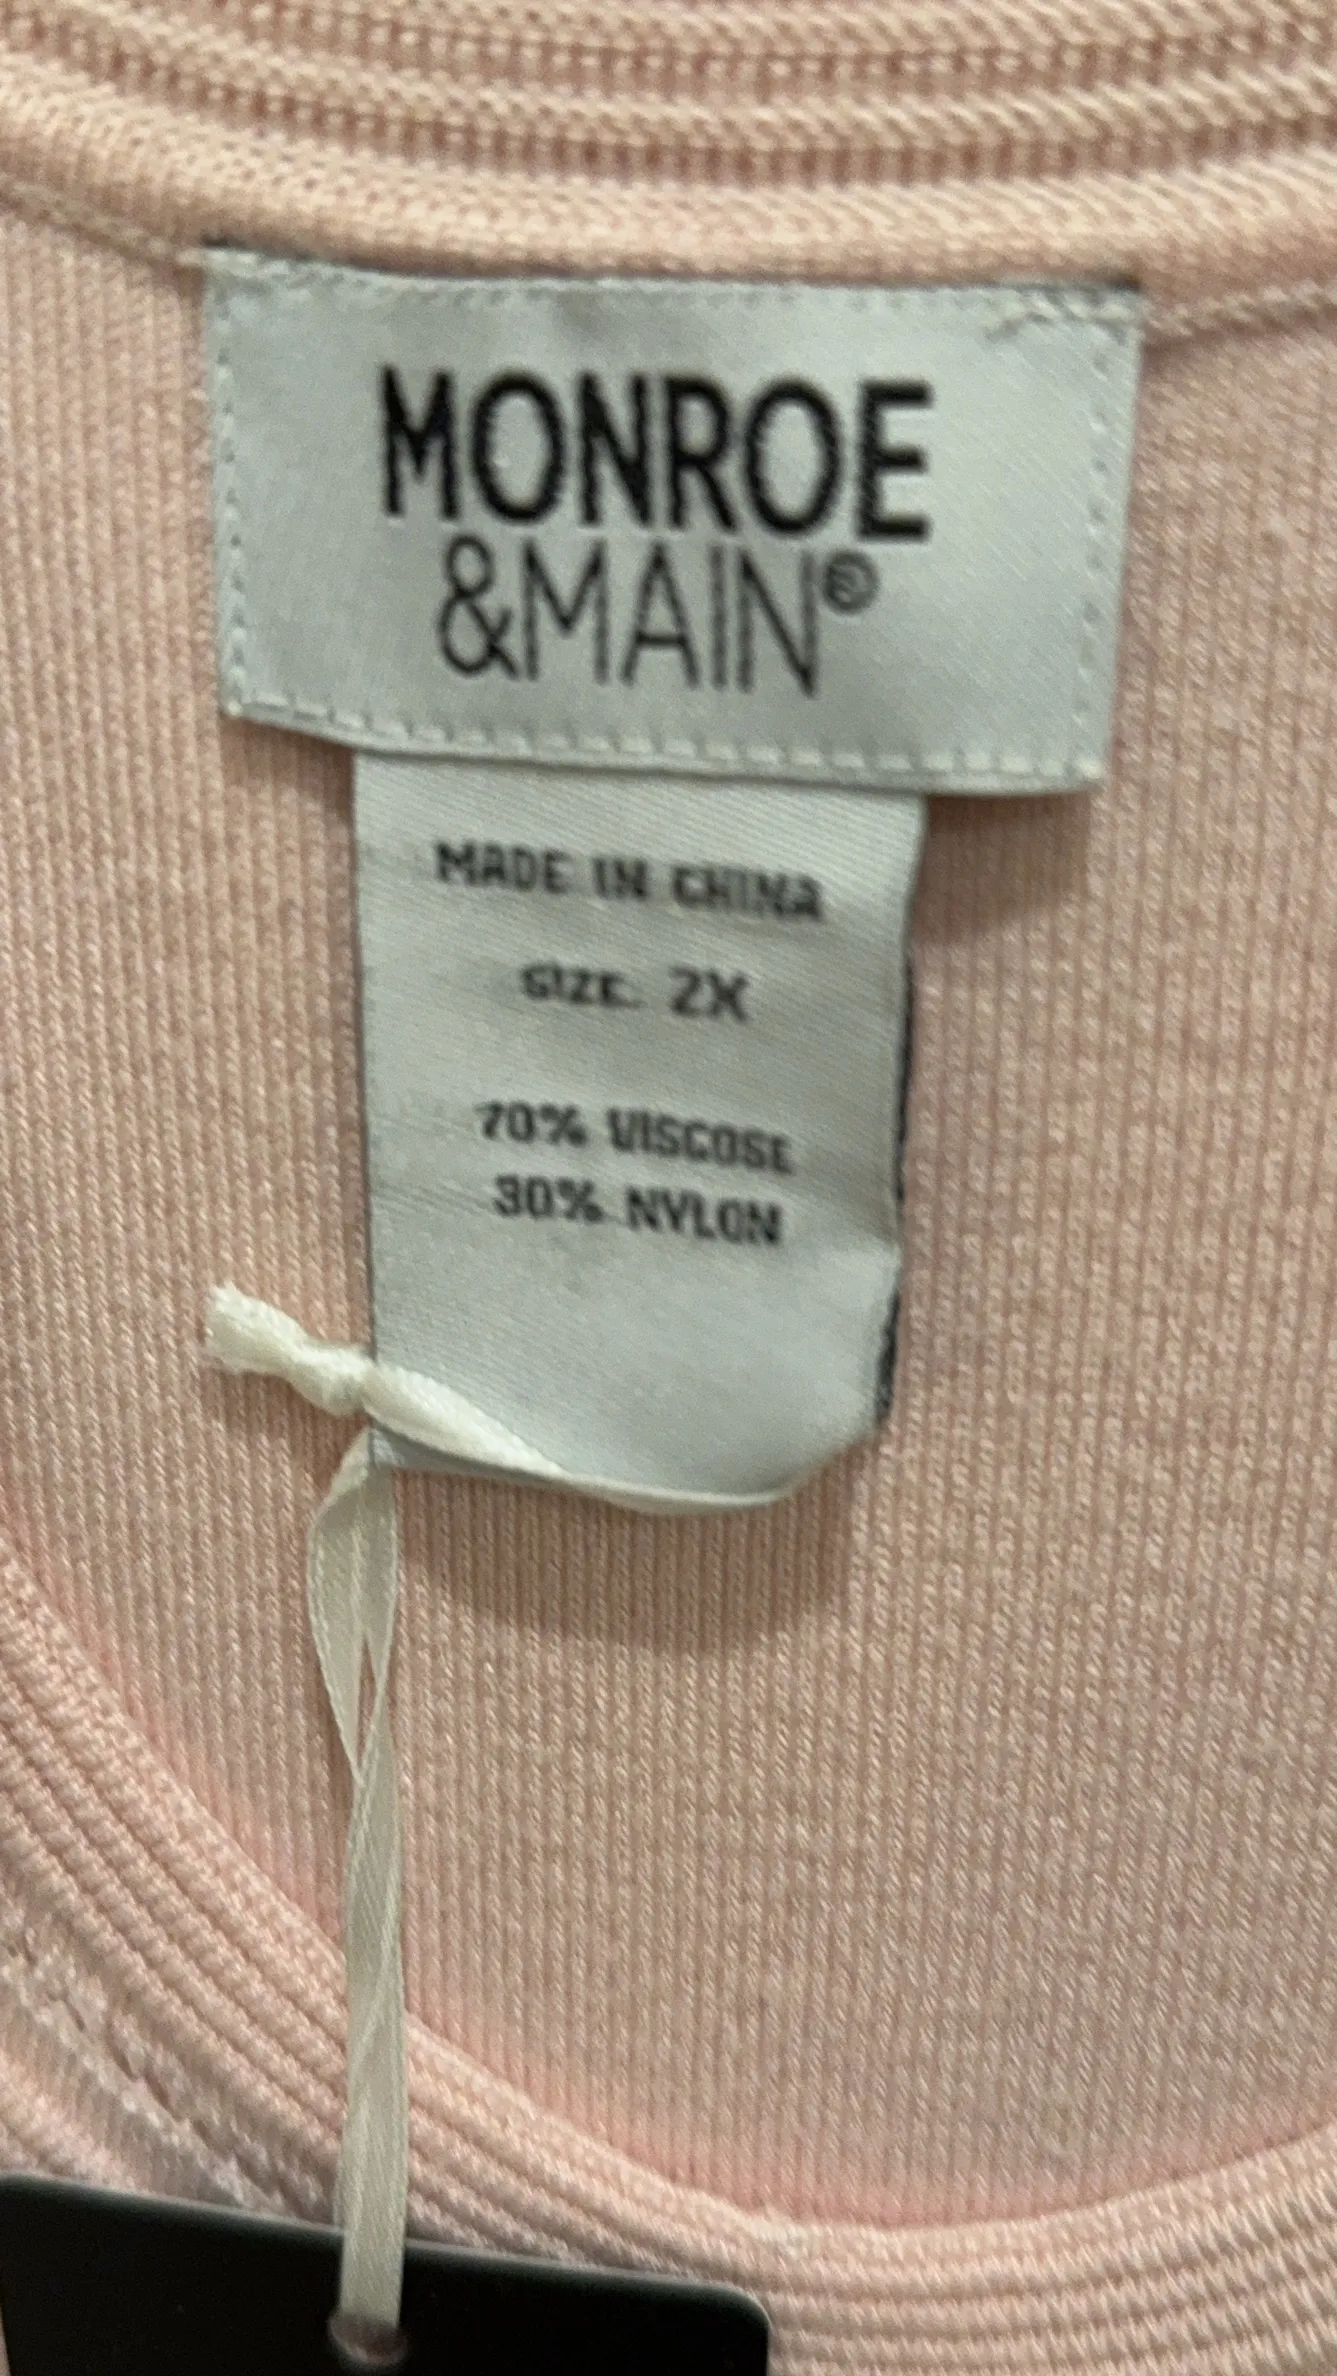 MONROE
&MAIN®
MADE IN CHINA
SIZE: 2X
70% VISCOSE
30% NYLON